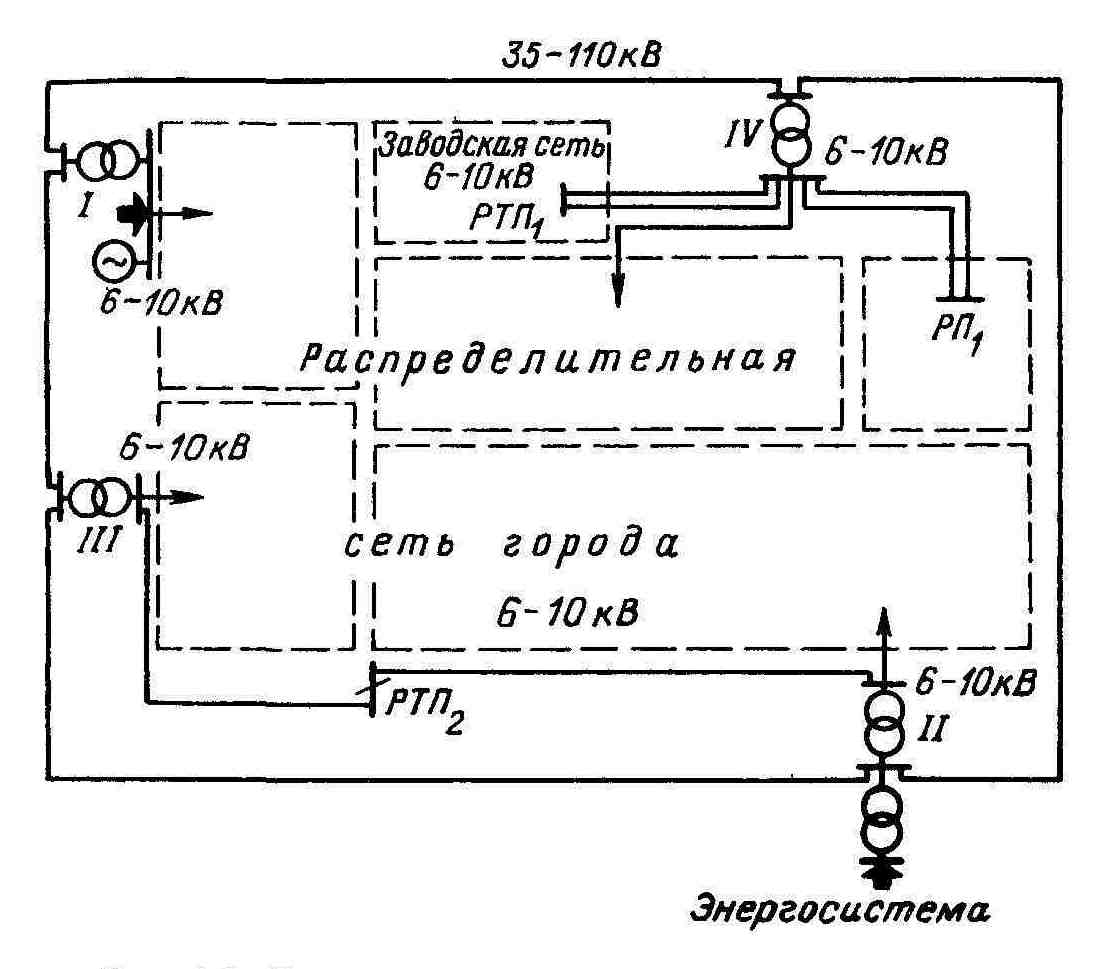 35-110кВ
Заводская сеть
6-10кВ
РТП₁
IV
6-10кВ
I
~
6-10кВ
РП₁
Распределительная
6-10кВ
III
сеть города
6-10кВ
РТП₂
6-10кВ
II
Энергосистема